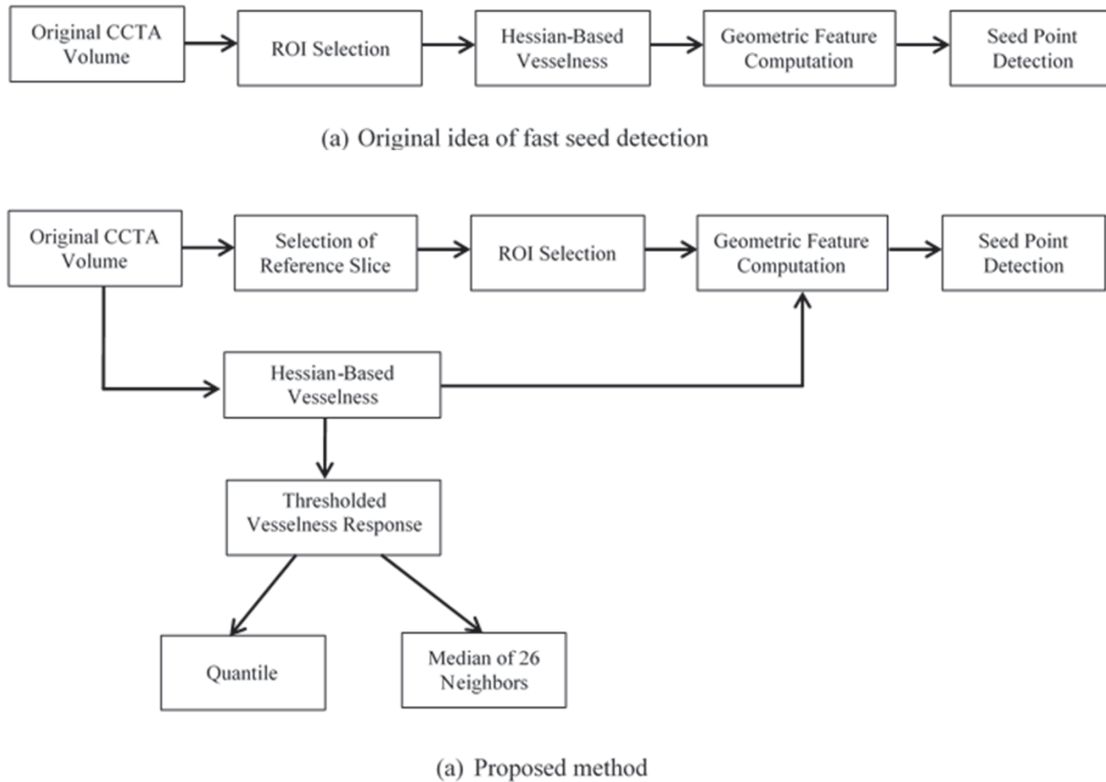 Original CCTA
Volume
ROI Selection
Hessian-Based
Vesselness
Geometric Feature
Computation
Seed Point
Detection
(a) Original idea of fast seed detection
Original CCTA
Volume
Selection of
Reference Slice
ROI Selection
Geometric Feature
Computation
Seed Point
Detection
Hessian-Based
Vesselness
Thresholded
Vesselness Response
Quantile
Median of 26
Neighbors
(a) Proposed method